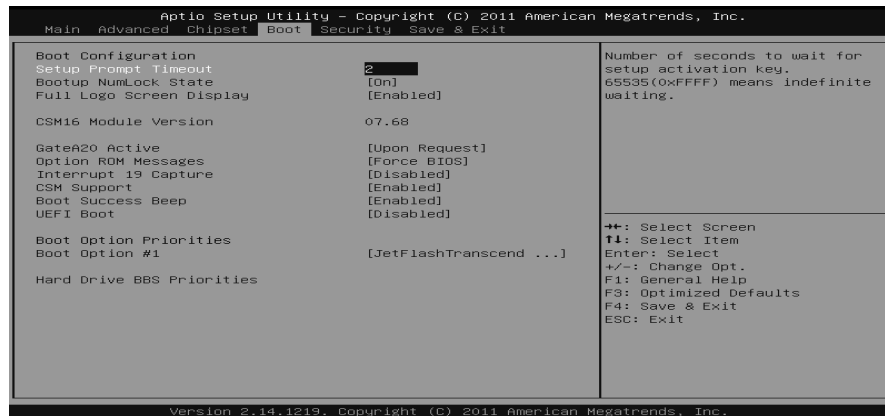 Aptio Setup Utility – Copyright (C) 2011 American Megatrends, Inc.
Main Advanced Chipset Boot Security Save & Exit
Boot Configuration
Setup Prompt Timeout 2
Bootup NumLock State [On]
Full Logo Screen Display [Enabled]
CSM16 Module Version 07.68
GateA20 Active [Upon Request]
Option ROM Messages [Force BIOS]
Interrupt 19 Capture [Disabled]
CSM Support [Enabled]
Boot Success Beep [Enabled]
UEFI Boot [Disabled]
Boot Option Priorities
Boot Option #1 [JetFlashTranscend ...]
Hard Drive BBS Priorities
Number of seconds to wait for
setup activation key.
65535(0xFFFF) means indefinite
waiting.
→←: Select Screen
↑↓: Select Item
Enter: Select
+/-: Change Opt.
F1: General Help
F3: Optimized Defaults
F4: Save & Exit
ESC: Exit
Version 2.14.1219. Copyright (C) 2011 American Megatrends, Inc.